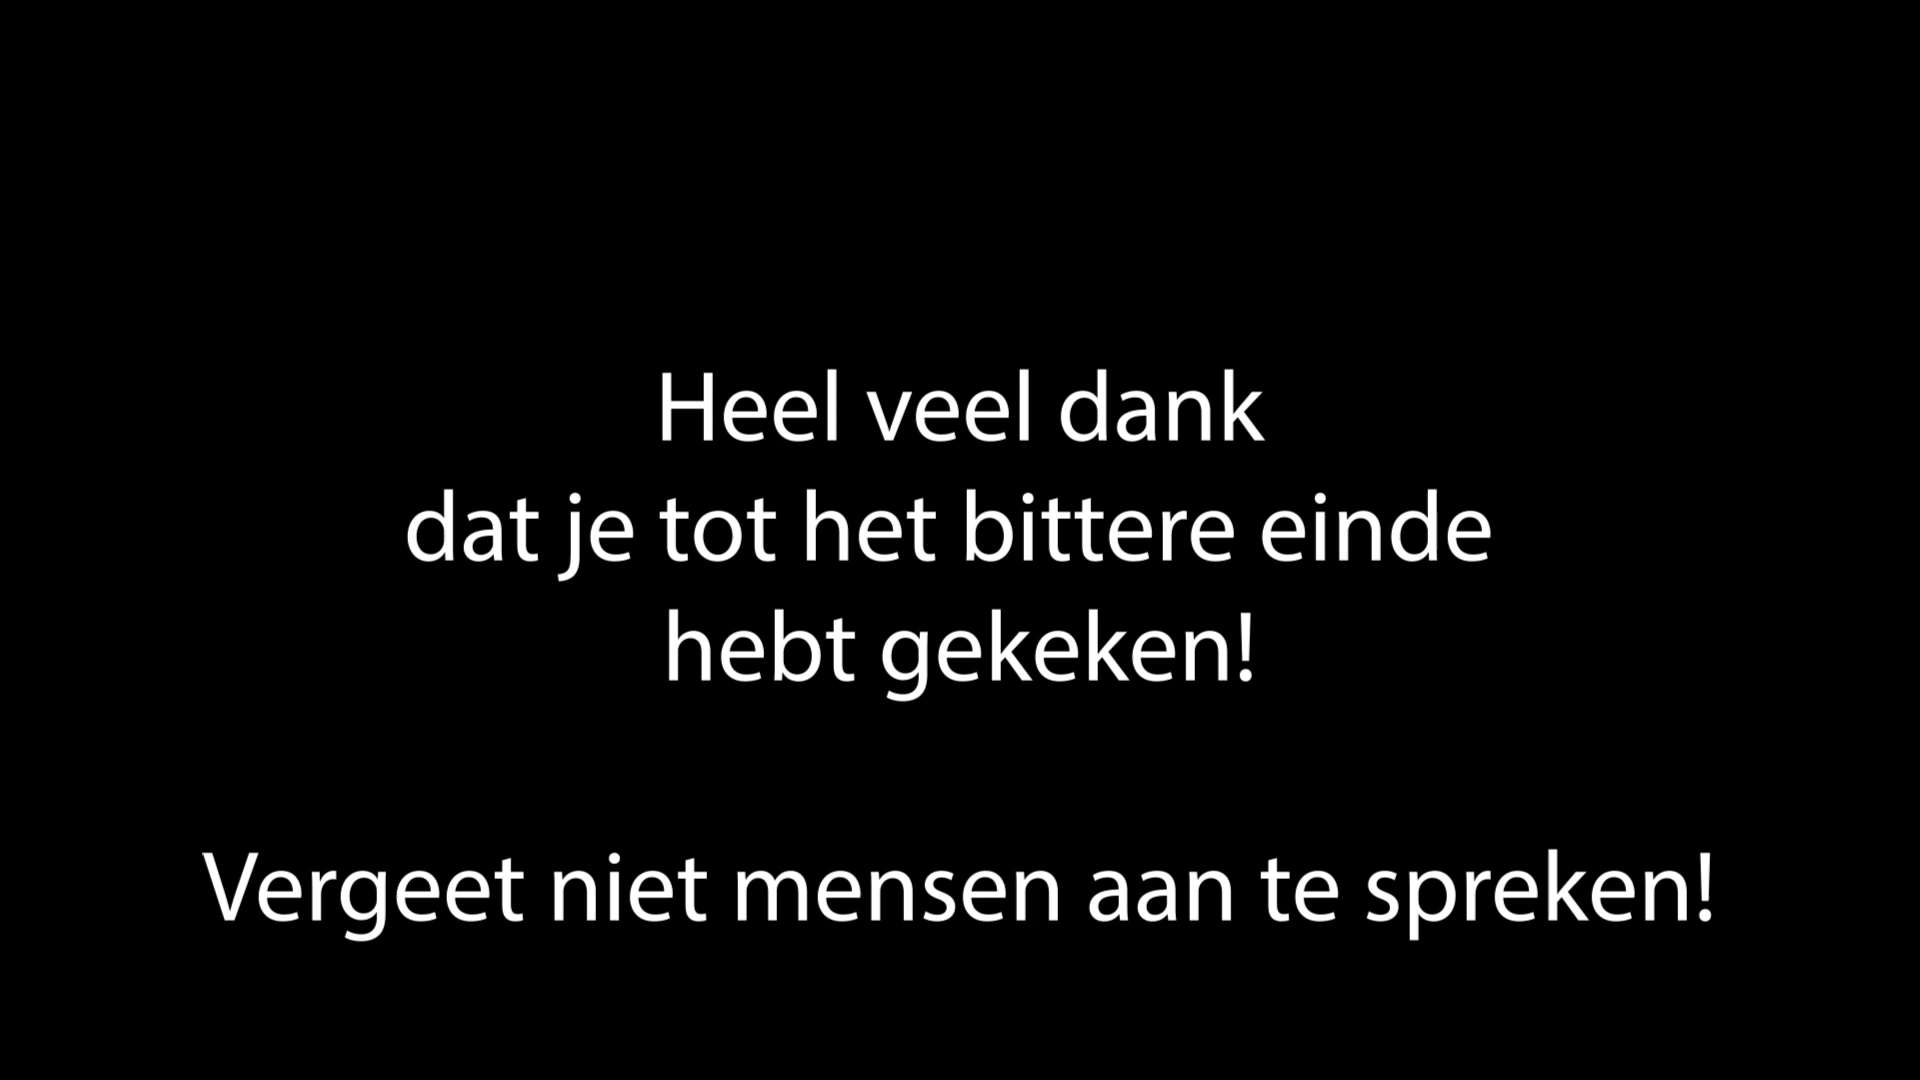 Heel veel dank
dat je tot het bittere einde
hebt gekeken!
Vergeet niet mensen aan te spreken!